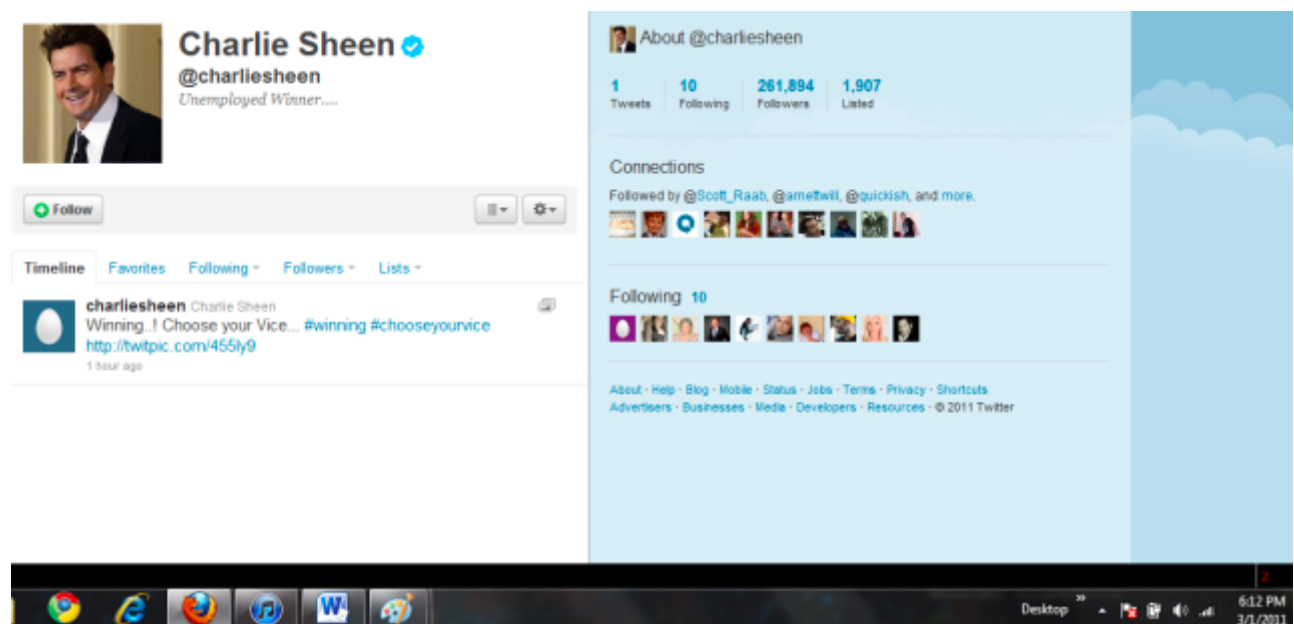 Charlie Sheen
@charliesheen
Unemployed Winner.....
Follow
Timeline Favorites Following Followers Lists
charliesheen Charlie Sheen
Winning..! Choose your Vice... #winning #chooseyourvice
http://twitpic.com/455ly9
1 hour ago
About @charliesheen
1 10 261,894 1,907
Tweets Following Followers Listed
Connections
Followed by @Scott_Raab, @arnettwill, @quickish, and more.
Following 10
About · Help · Blog · Mobile · Status · Jobs · Terms · Privacy · Shortcuts
Advertisers · Businesses · Media · Developers · Resources · © 2011 Twitter
Z
Desktop
6:12 PM
3/1/2011